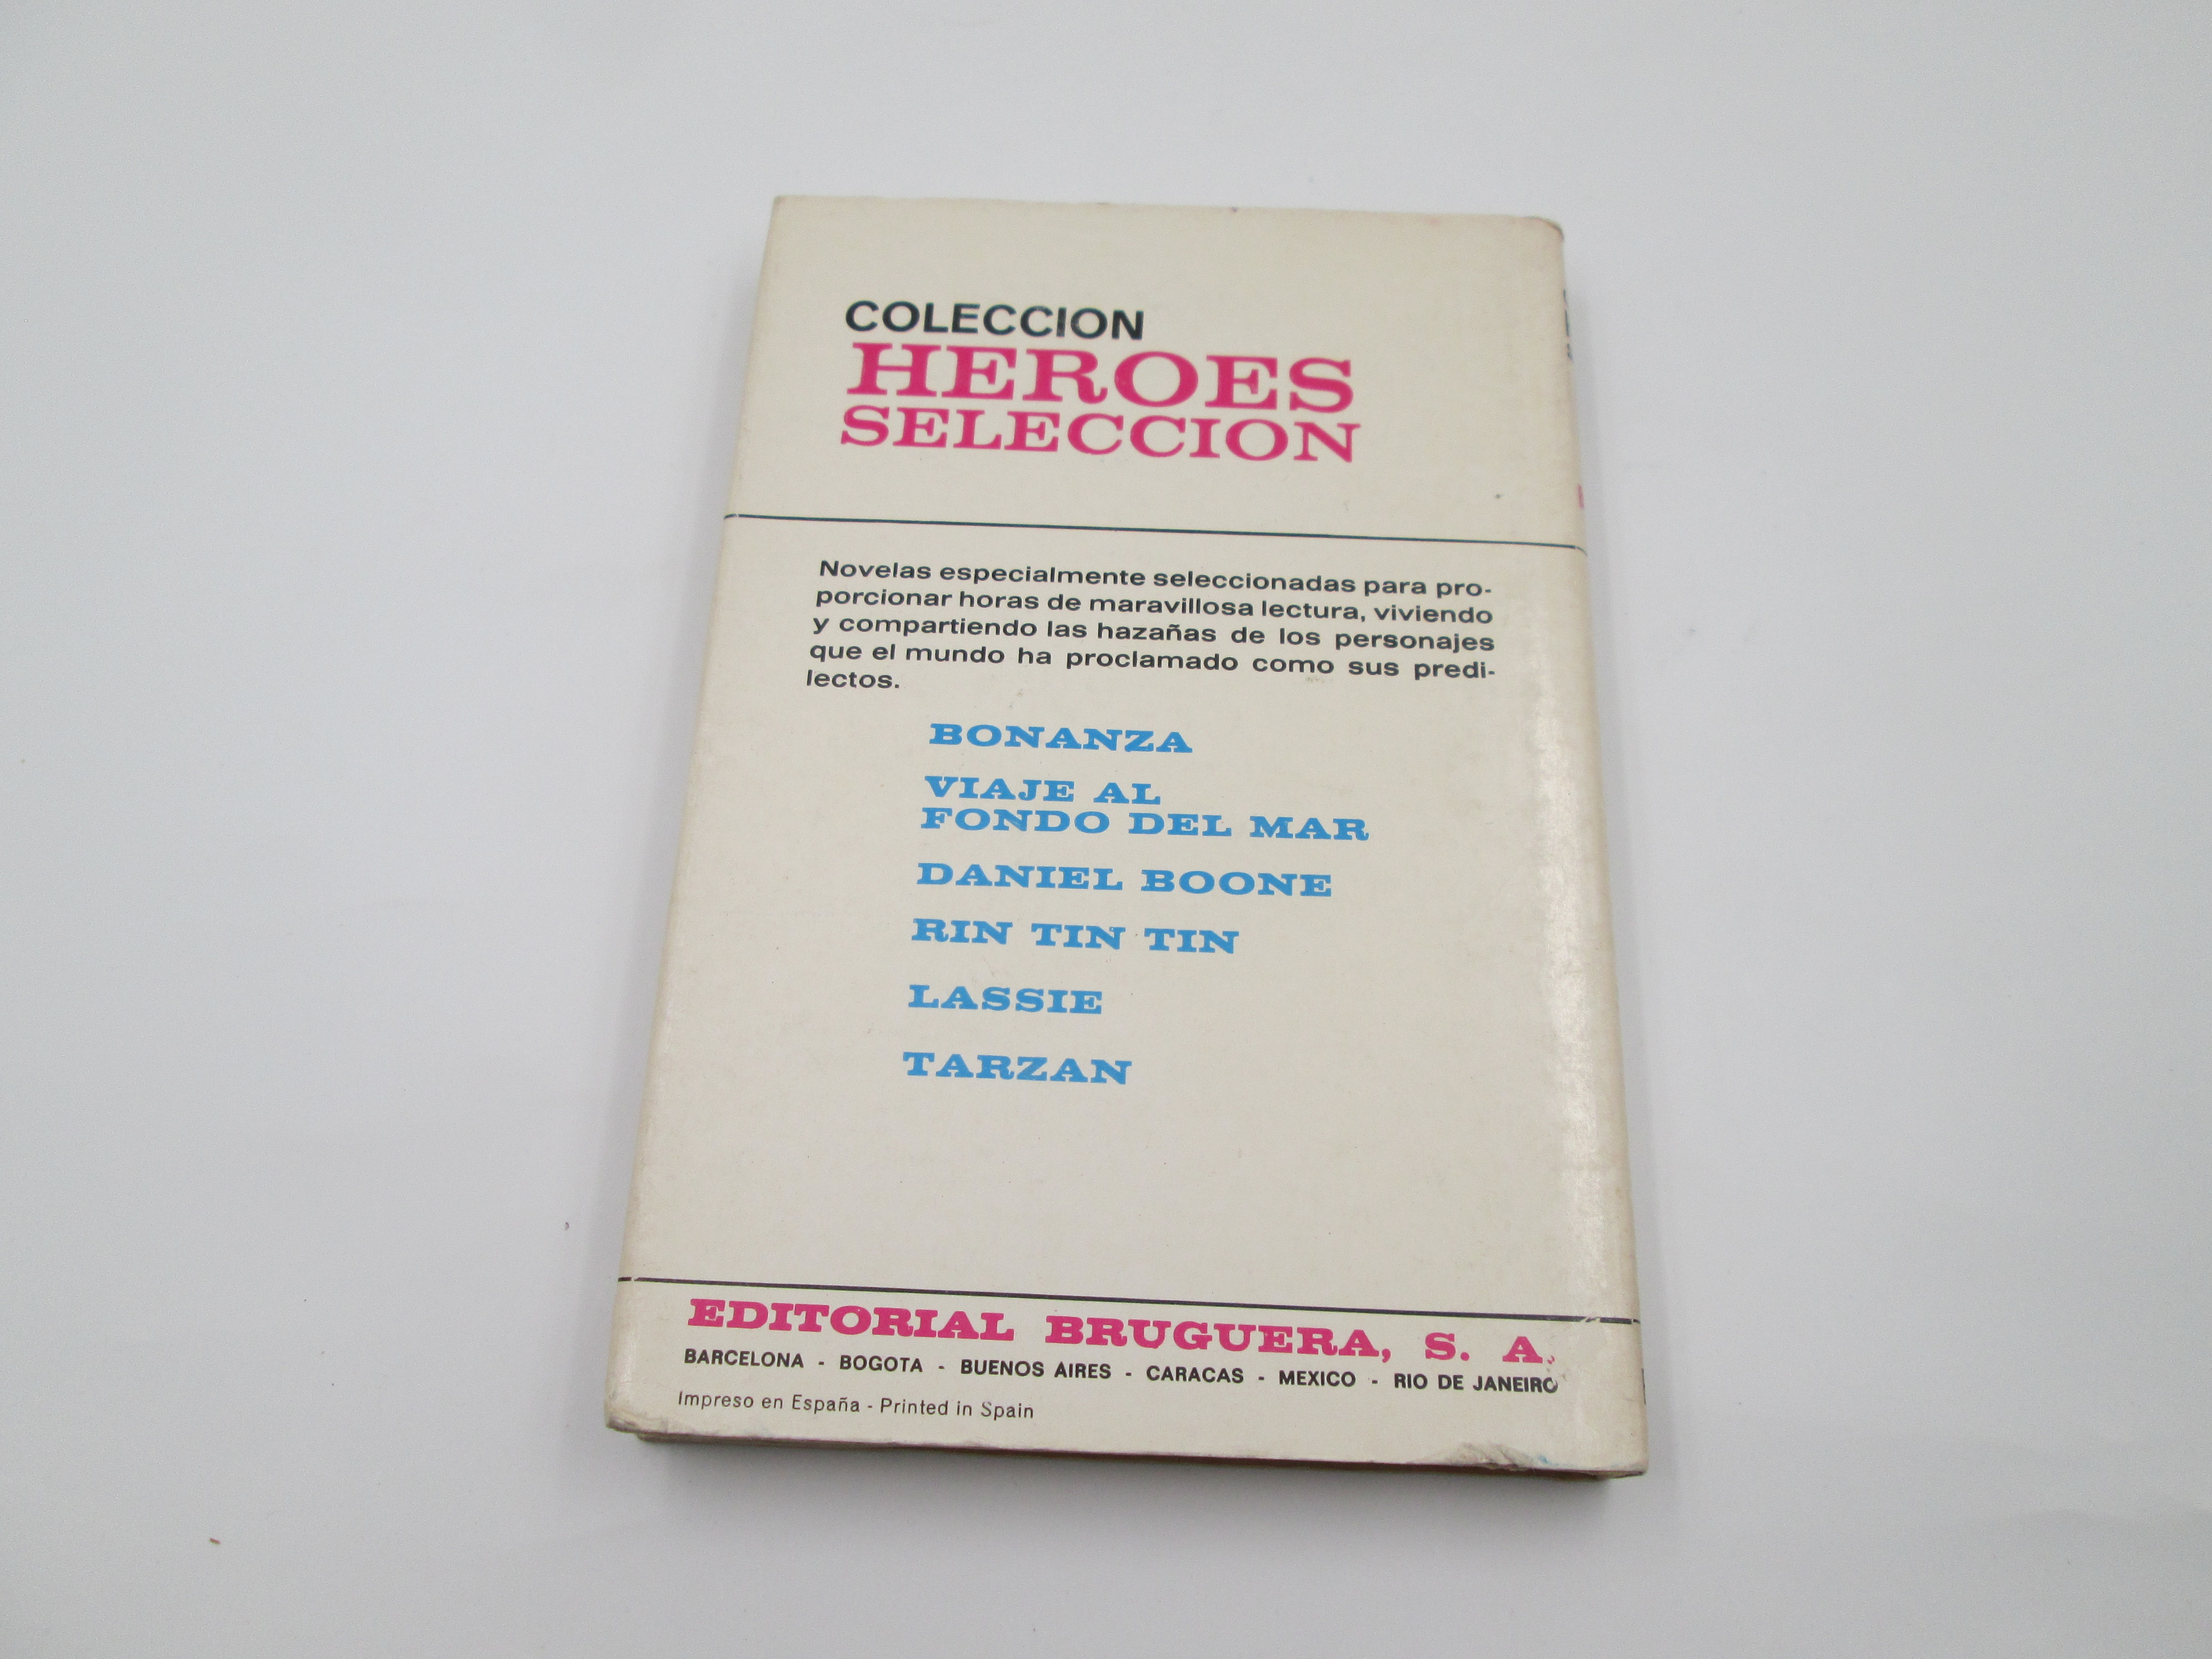 COLECCION
HEROES
SELECCION
Novelas especialmente seleccionadas para pro-
porcionar horas de maravillosa lectura, viviendo
y compartiendo las hazañas de los personajes
que el mundo ha proclamado como sus predi-
lectos.
BONANZA
VIAJE AL
FONDO DEL MAR
DANIEL BOONE
RIN TIN TIN
LASSIE
TARZAN
EDITORIAL BRUGUERA, S. A.
BARCELONA - BOGOTA - BUENOS AIRES - CARACAS - MEXICO - RIO DE JANEIRO
Impreso en España - Printed in Spain